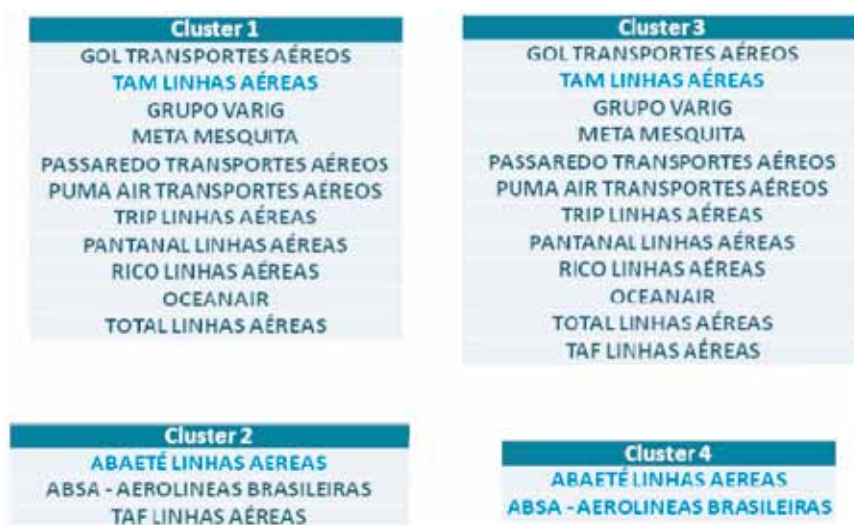 Cluster 1
GOL TRANSPORTES AÉREOS
TAM LINHAS AÉREAS
GRUPO VARIG
META MESQUITA
PASSAREDO TRANSPORTES AÉREOS
PUMA AIR TRANSPORTES AEREOS
TRIP LINHAS AÉREAS
PANTANAL LINHAS AÉREAS
RICO LINHAS AÉREAS
OCEANAIR
TOTAL LINHAS AÉREAS
Cluster 3
GOL TRANSPORTES AÉREOS
TAM LINHAS AÉREAS
GRUPO VARIG
META MESQUITA
PASSAREDO TRANSPORTES AÉREOS
PUMA AIR TRANSPORTES AÉREOS
TRIP LINHAS AÉREAS
PANTANAL LINHAS AÉREAS
RICO LINHAS AÉREAS
OCEANAIR
TOTAL LINHAS AÉREAS
TAF LINHAS AÉREAS
Cluster 2
ABAETÉ LINHAS AEREAS
ABSA - AEROLINEAS BRASILEIRAS
TAF LINHAS AÉREAS
Cluster 4
ABAETÉ LINHAS AEREAS
ABSA - AEROLINEAS BRASILEIRAS